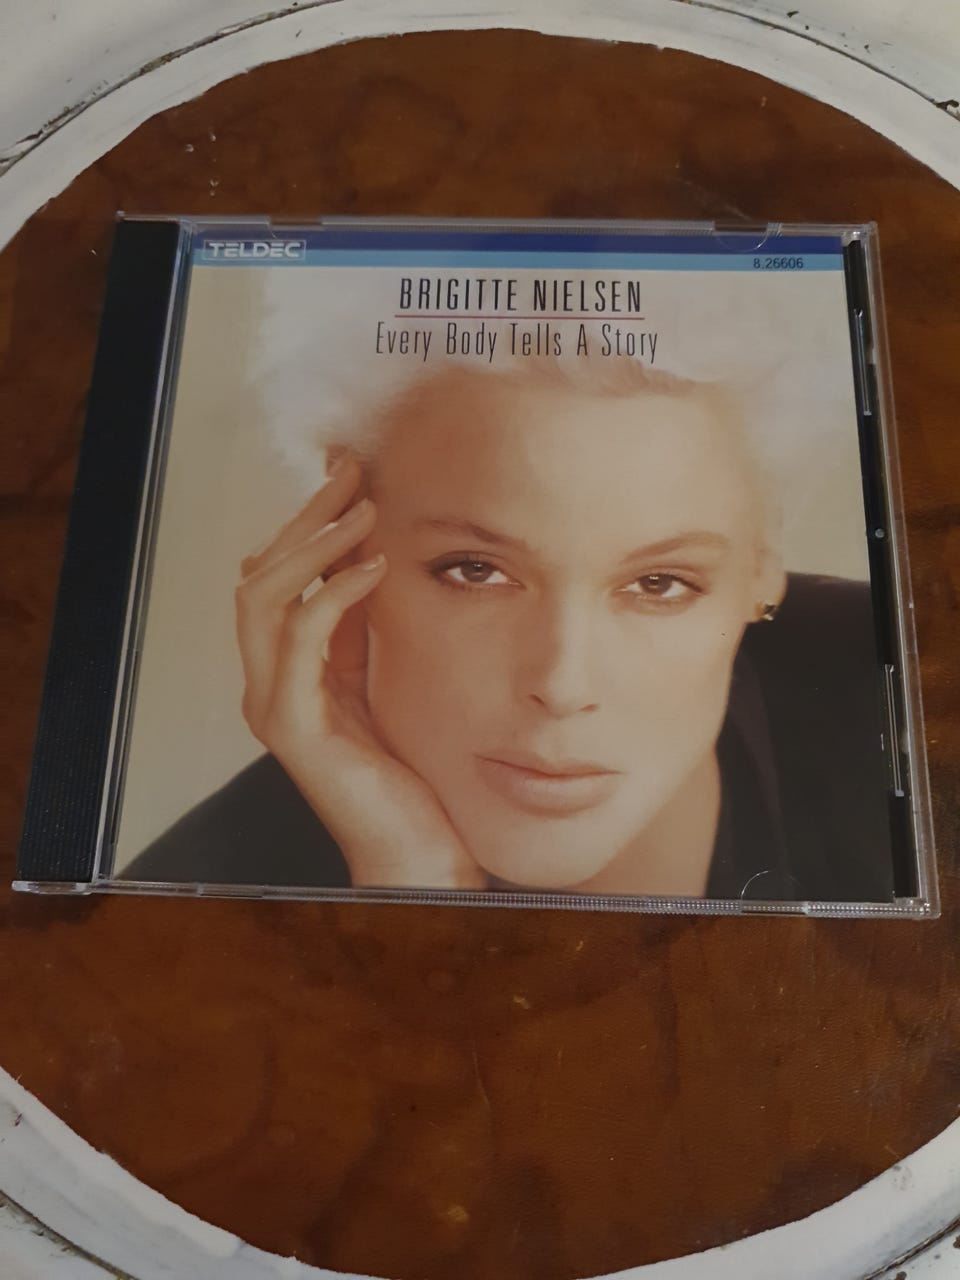 TELDEC
8.26606
BRIGITTE NIELSEN
Every Body Tells A Story